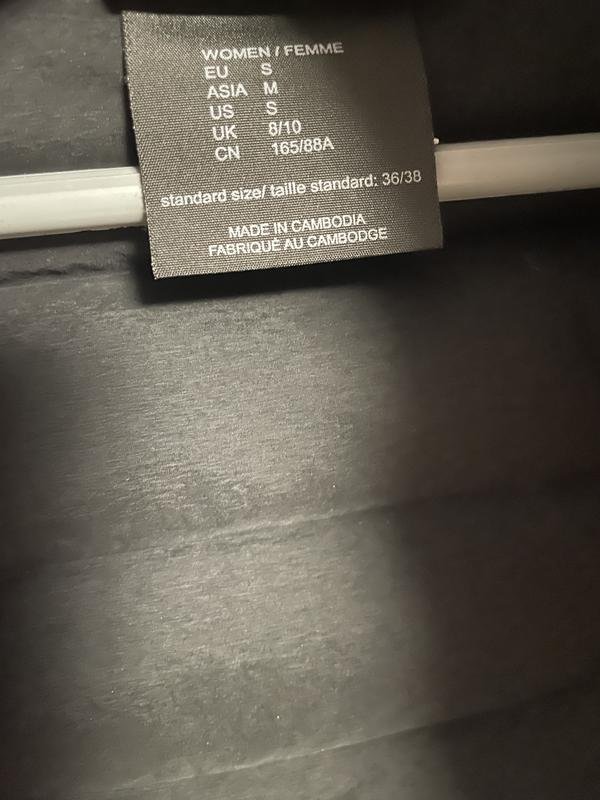 WOMEN / FEMME
EU S
ASIA M
US S
UK 8/10
CN 165/88A
standard size/ taille standard: 36/38
MADE IN CAMBODIA
FABRIQUÉ AU CAMBODGE